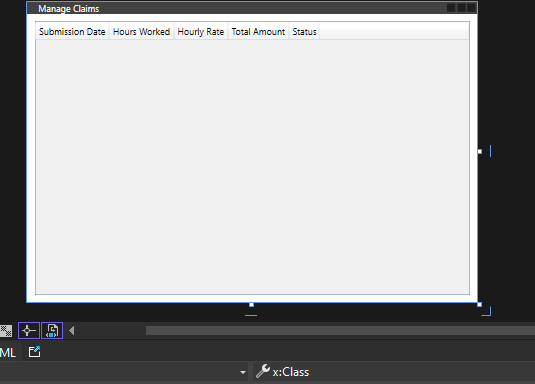 Manage Claims
Submission Date Hours Worked Hourly Rate Total Amount Status
ML
x:Class